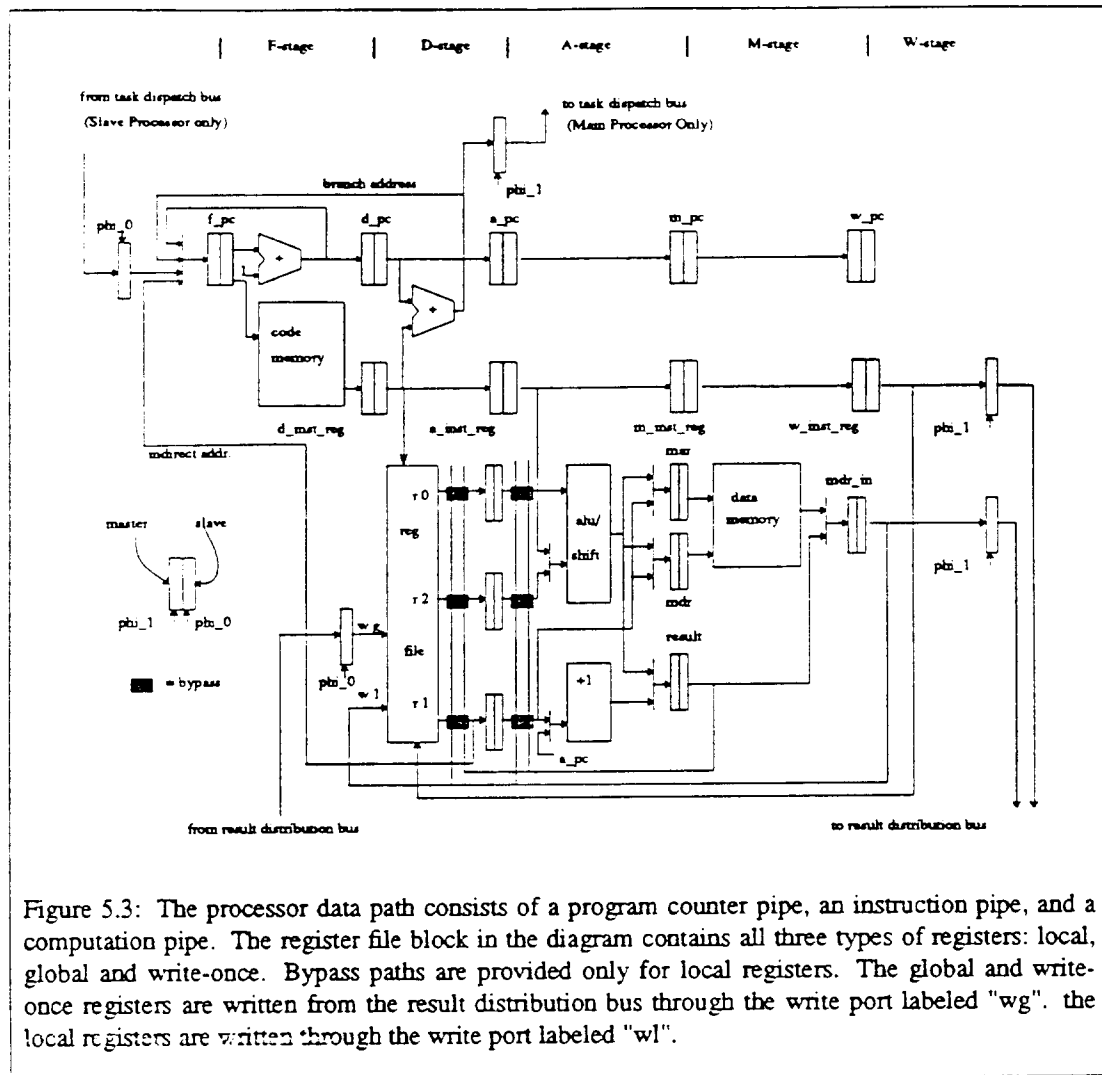 F-stage | D-stage | A-stage | M-stage | W-stage
from task dispatch bus
(Slave Processor only)
to task dispatch bus
(Main Processor Only)
phi_1
branch address
phi_0
f_pc
d_pc
a_pc
m_pc
w_pc
+
+
code
memory
d_inst_reg
a_inst_reg
m_inst_reg
w_inst_reg
phi_1
indirect addr.
mar
mdr_in
r0
reg
alu/
shift
data
memory
master
slave
phi_1
phi_0
r2
mdr
phi_1
wg
file
result
phi_0
= bypass
w1
r1
+1
a_pc
from result distribution bus
to result distribution bus
Figure 5.3: The processor data path consists of a program counter pipe, an instruction pipe, and a
computation pipe. The register file block in the diagram contains all three types of registers: local,
global and write-once. Bypass paths are provided only for local registers. The global and write-
once registers are written from the result distribution bus through the write port labeled "wg". the
local registers are written through the write port labeled "wl".